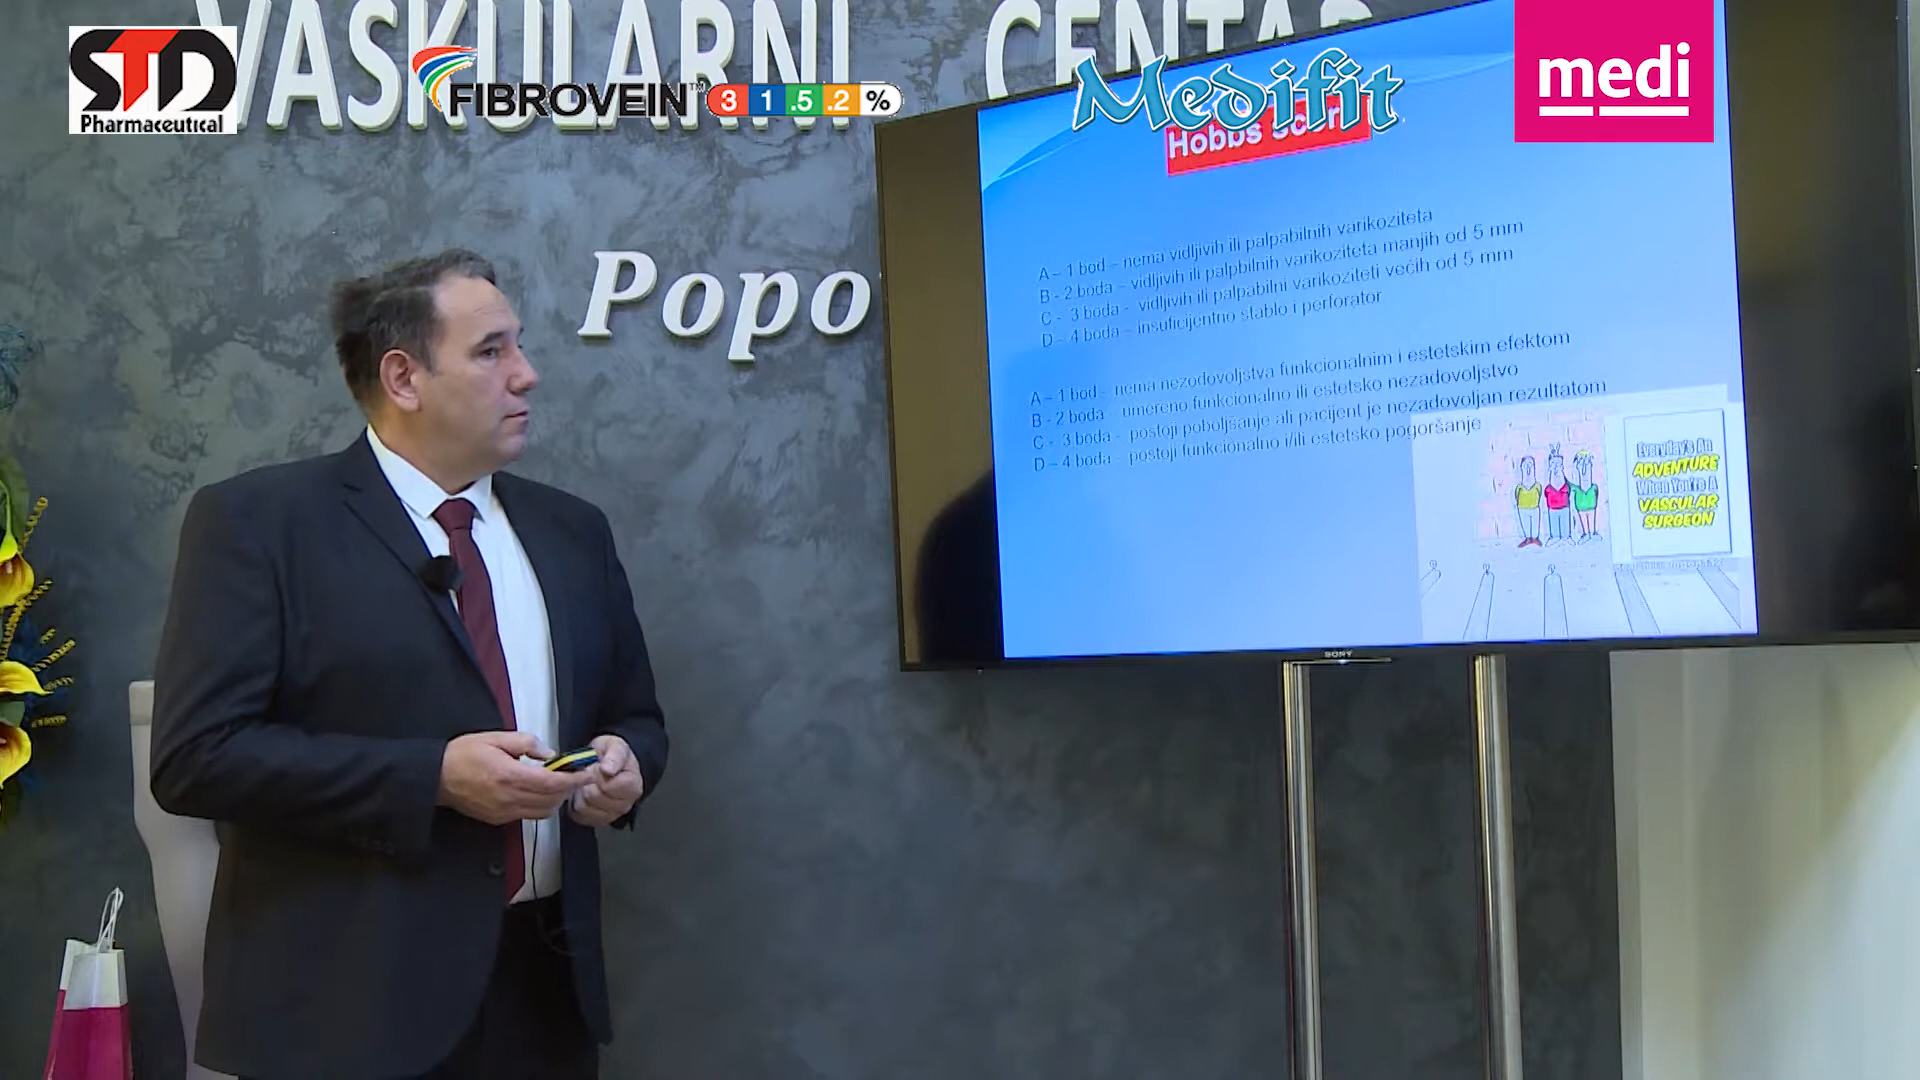 VASKULARNI CENTAR
STD
Pharmaceutical
FIBROVEIN™ 3 1 .5 .2 %
Medifit
medi
Hobbs scor
Popo
A – 1 bod – nema vidljivih ili palpabilnih varikoziteta
B - 2 boda – vidljivih ili palpbilnih varikoziteta manjih od 5 mm
C - 3 boda - vidljivih ili palpabilni varikoziteti većih od 5 mm
D – 4 boda – insuficijentno stablo i perforator
A – 1 bod – nema nezodovoljstva funkcionalnim i estetskim efektom
B - 2 boda – umereno funkcionalno ili estetsko nezadovoljstvo
C - 3 boda - postoji poboljšanje ali pacijent je nezadovoljan rezultatom
D – 4 boda – postoji funkcionalno i/ili estetsko pogoršanje
Everyday's An
ADVENTURE
When You're A
VASCULAR
SURGEON
SONY